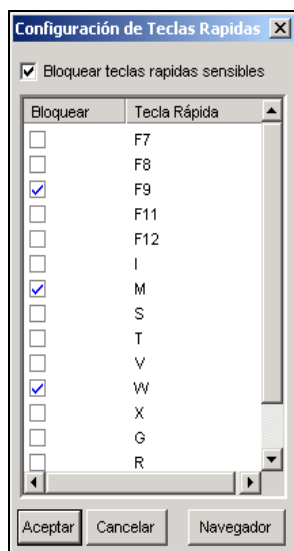 Configuración de Teclas Rapidas
Bloquear teclas rapidas sensibles
Bloquear Tecla Rápida
F7
F8
F9
F11
F12
I
M
S
T
V
W
X
G
R
Aceptar Cancelar Navegador